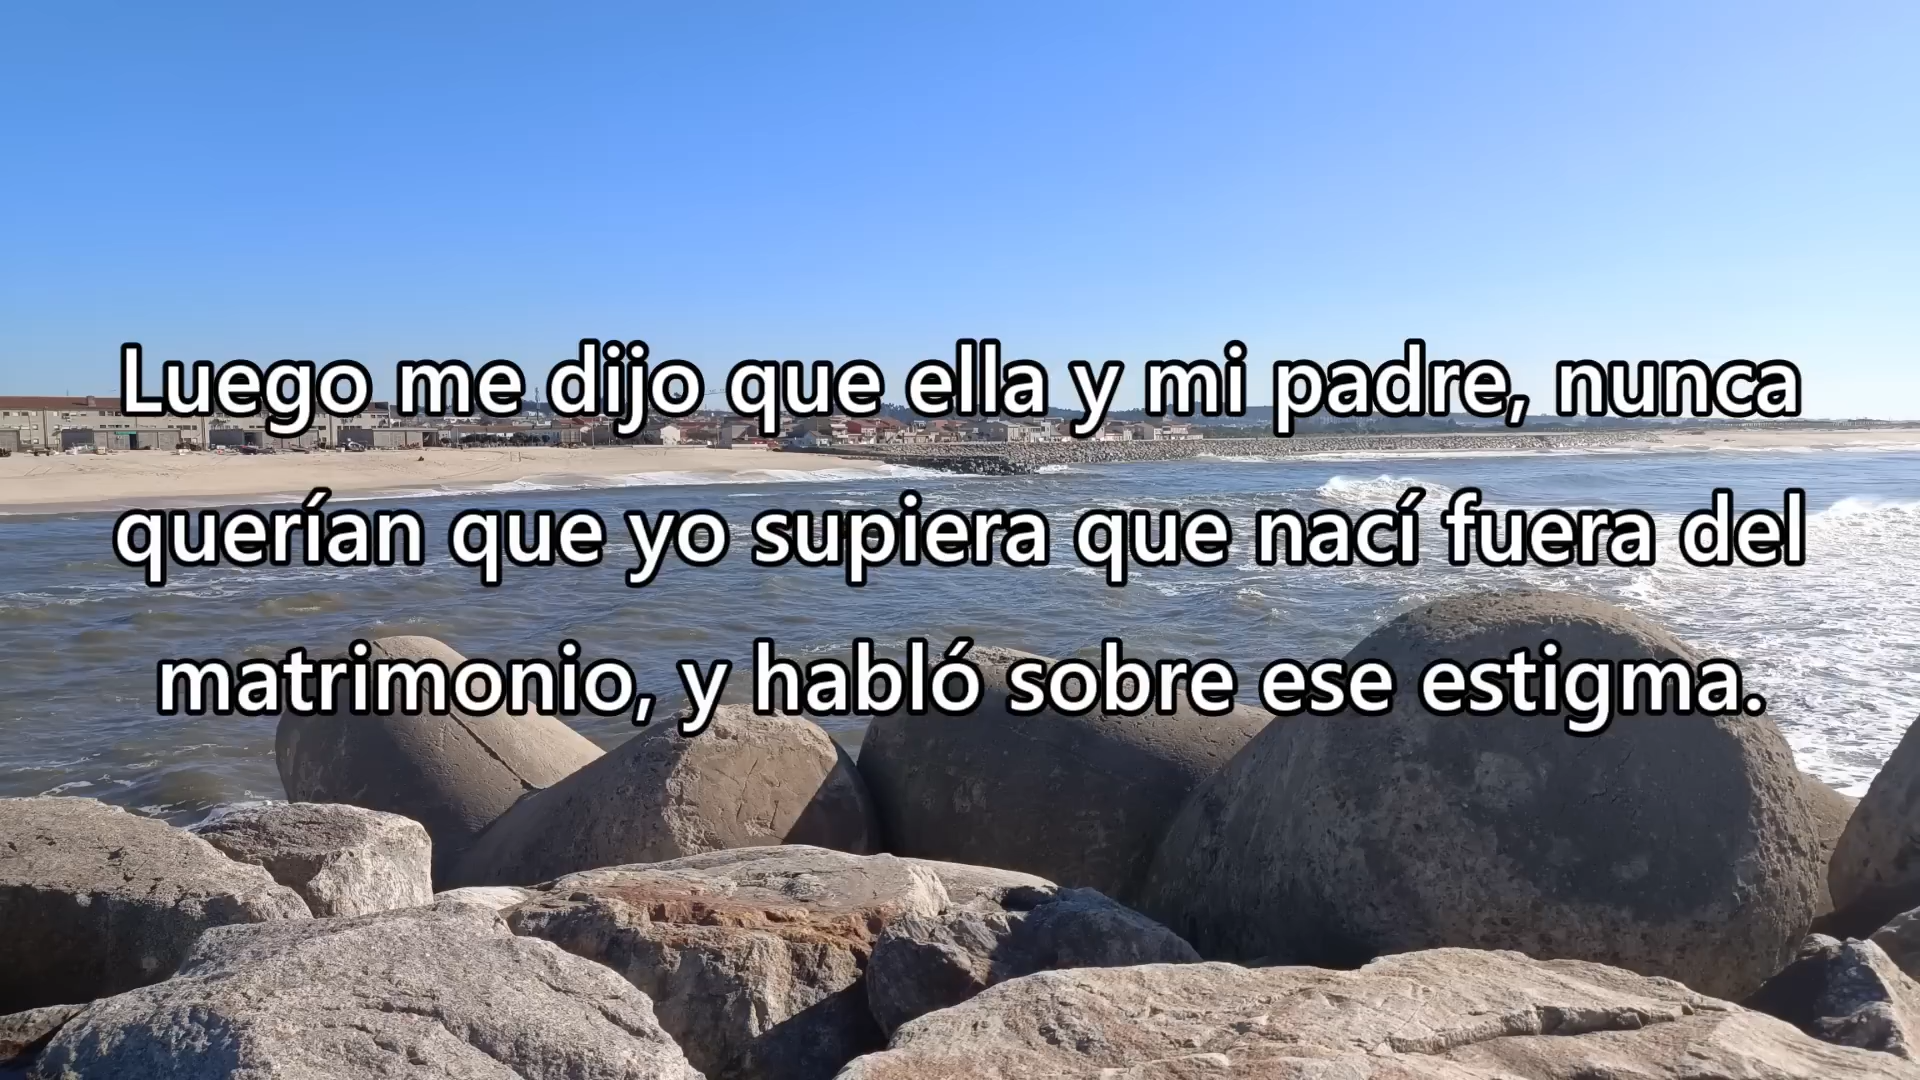 Luego me dijo que ella y mi padre, nunca
querían que yo supiera que nací fuera del
matrimonio, y habló sobre ese estigma.